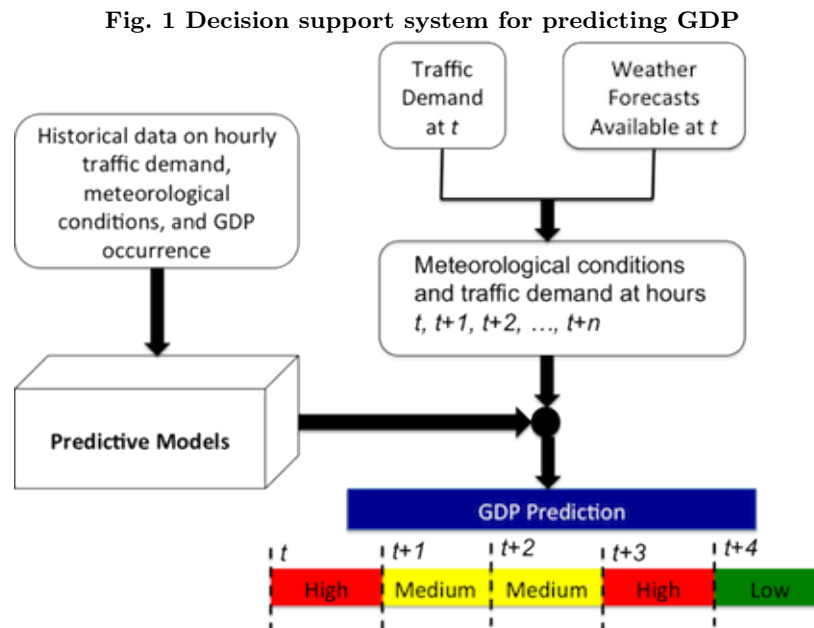 Fig. 1 Decision support system for predicting GDP
Traffic
Demand
at t
Weather
Forecasts
Available at t
Historical data on hourly
traffic demand,
meteorological
conditions, and GDP
occurrence
Meteorological conditions
and traffic demand at hours
t, t+1, t+2, …, t+n
Predictive Models
GDP Prediction
t t+1 t+2 t+3 t+4
High Medium Medium High Low